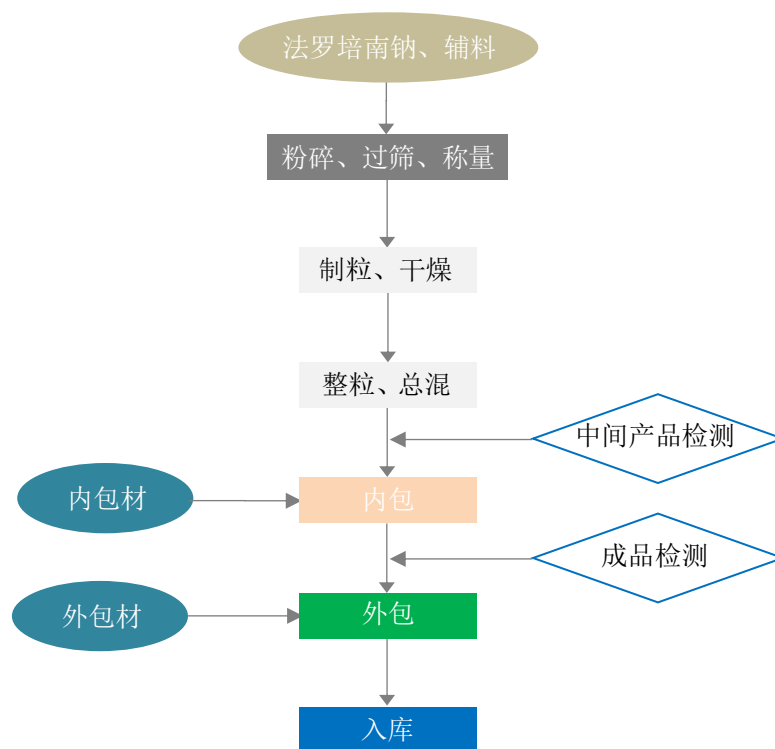 法罗培南钠、辅料
粉碎、过筛、称量
制粒、干燥
整粒、总混
中间产品检测
内包材
内包
成品检测
外包材
外包
入库